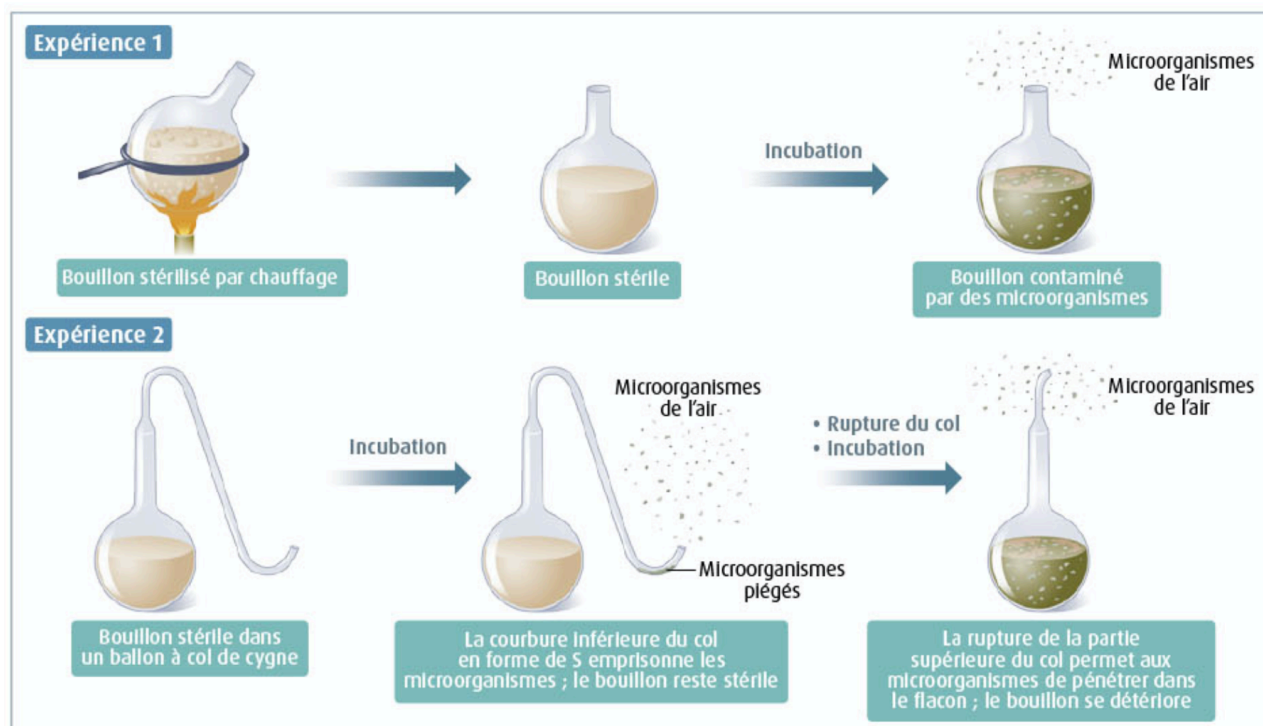 Expérience 1
Microorganismes
de l'air
Incubation
Bouillon stérilisé par chauffage
Bouillon stérile
Bouillon contaminé
par des microorganismes
Expérience 2
Microorganismes
de l'air
Microorganismes
de l'air
• Rupture du col
• Incubation
Incubation
Microorganismes
piégés
Bouillon stérile dans
un ballon à col de cygne
La courbure inférieure du col
en forme de S emprisonne les
microorganismes ; le bouillon reste stérile
La rupture de la partie
supérieure du col permet aux
microorganismes de pénétrer dans
le flacon ; le bouillon se détériore